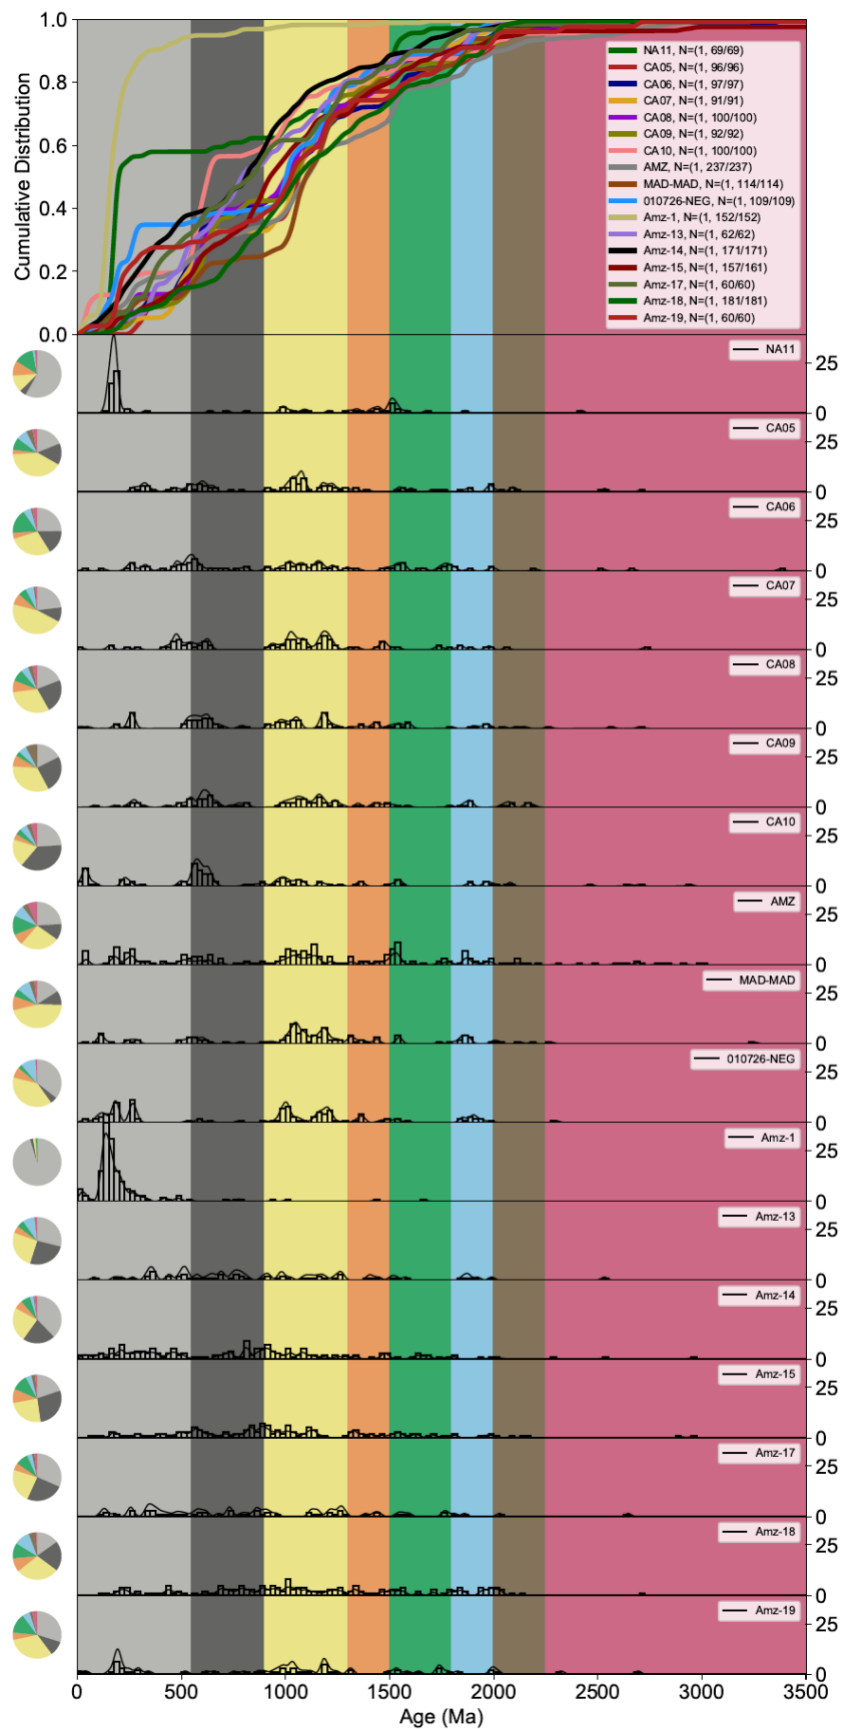 1.0
0.8
0.6
0.4
0.2
0.0
Cumulative Distribution
NA11, N=(1, 69/69)
CA05, N=(1, 96/96)
CA06, N=(1, 97/97)
CA07, N=(1, 91/91)
CA08, N=(1, 100/100)
CA09, N=(1, 92/92)
CA10, N=(1, 100/100)
AMZ, N=(1, 237/237)
MAD-MAD, N=(1, 114/114)
010726-NEG, N=(1, 109/109)
Amz-1, N=(1, 152/152)
Amz-13, N=(1, 62/62)
Amz-14, N=(1, 171/171)
Amz-15, N=(1, 157/161)
Amz-17, N=(1, 60/60)
Amz-18, N=(1, 181/181)
Amz-19, N=(1, 60/60)
NA11
25
0
CA05
25
0
CA06
25
0
CA07
25
0
CA08
25
0
CA09
25
0
CA10
25
0
AMZ
25
0
MAD-MAD
25
0
010726-NEG
25
0
Amz-1
25
0
Amz-13
25
0
Amz-14
25
0
Amz-15
25
0
Amz-17
25
0
Amz-18
25
0
Amz-19
25
0
0 500 1000 1500 2000 2500 3000 3500
Age (Ma)